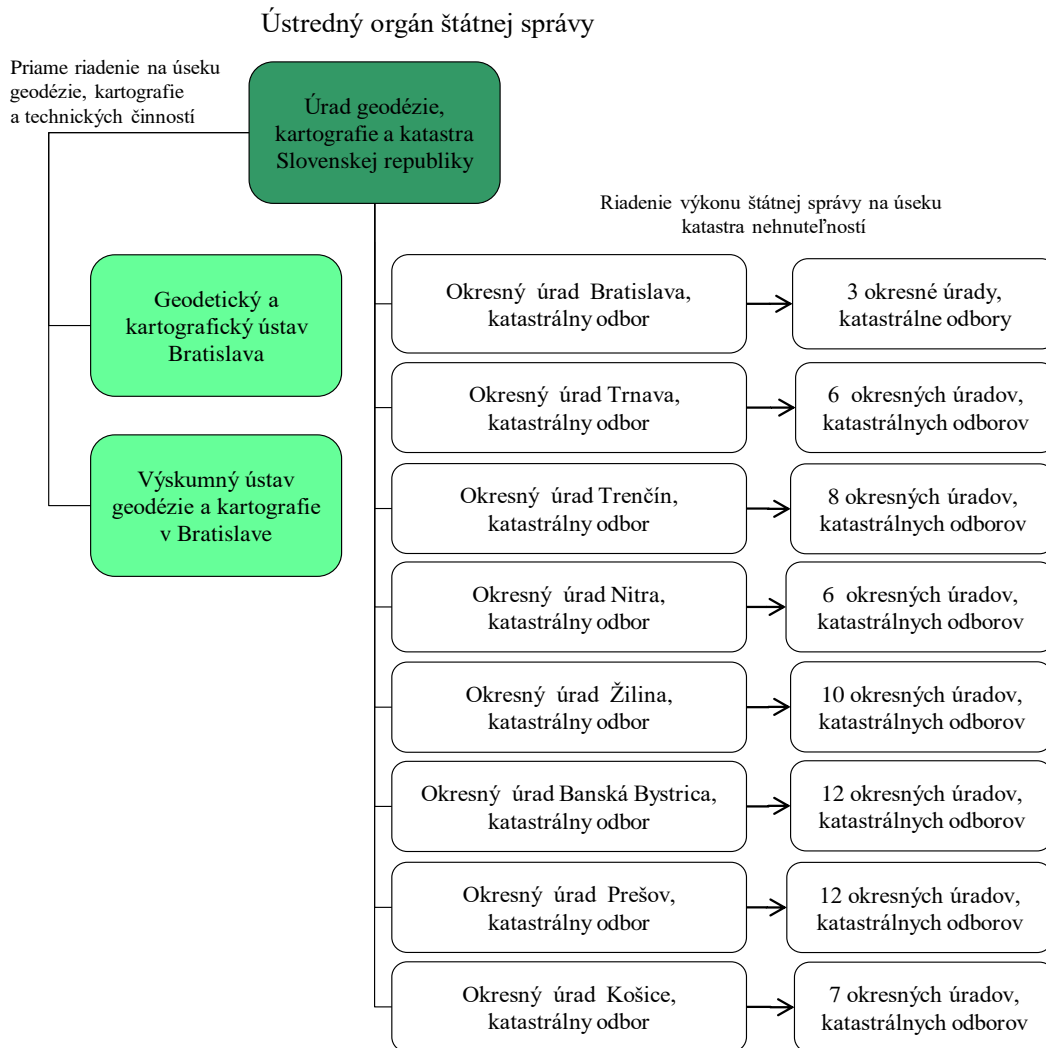 Ústredný orgán štátnej správy
Priame riadenie na úseku
geodézie, kartografie
a technických činností
Úrad geodézie,
kartografie a katastra
Slovenskej republiky
Riadenie výkonu štátnej správy na úseku
katastra nehnuteľností
Geodetický a
kartografický ústav
Bratislava
Výskumný ústav
geodézie a kartografie
v Bratislave
Okresný úrad Bratislava,
katastrálny odbor
3 okresné úrady,
katastrálne odbory
Okresný úrad Trnava,
katastrálny odbor
6 okresných úradov,
katastrálnych odborov
Okresný úrad Trenčín,
katastrálny odbor
8 okresných úradov,
katastrálnych odborov
Okresný úrad Nitra,
katastrálny odbor
6 okresných úradov,
katastrálnych odborov
Okresný úrad Žilina,
katastrálny odbor
10 okresných úradov,
katastrálnych odborov
Okresný úrad Banská Bystrica,
katastrálny odbor
12 okresných úradov,
katastrálnych odborov
Okresný úrad Prešov,
katastrálny odbor
12 okresných úradov,
katastrálnych odborov
Okresný úrad Košice,
katastrálny odbor
7 okresných úradov,
katastrálnych odborov